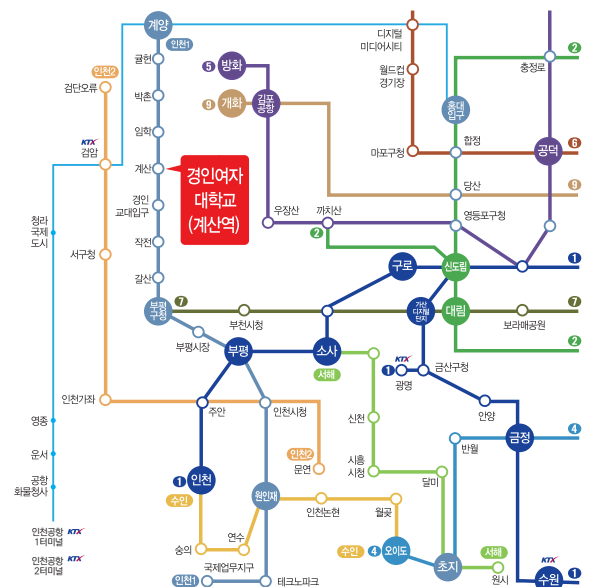 계양
인천1
디지털
미디어시티
2
귤현
5
방화
충정로
인천2
검단오류
월드컵
경기장
박촌
9
개화
김포
공항
홍대
입구
임학
합정
6
공덕
KTX
검암
마포구청
계산
경인여자
대학교
(계산역)
당산
9
경인
교대입구
우장산
까치산
영등포구청
청라
국제
도시
2
작전
서구청
구로
신도림
1
갈산
부평
구청
7
부천시청
가산
디지털
단지
대림
7
보라매공원
부평시장
부평
소사
2
KTX
1
광명
금산구청
서해
인천가좌
주안
인천시청
신천
안양
영종
4
금정
반월
인천2
문연
운서
시흥
시청
1
인천
달미
공항
화물청사
수인
원인재
인천논현
월곶
인천공항
1터미널
KTX
연수
숭의
수인
4
오이도
서해
인천공항
2터미널
KTX
국제업무지구
초지
KTX
수원
1
인천1
테크노파크
원시